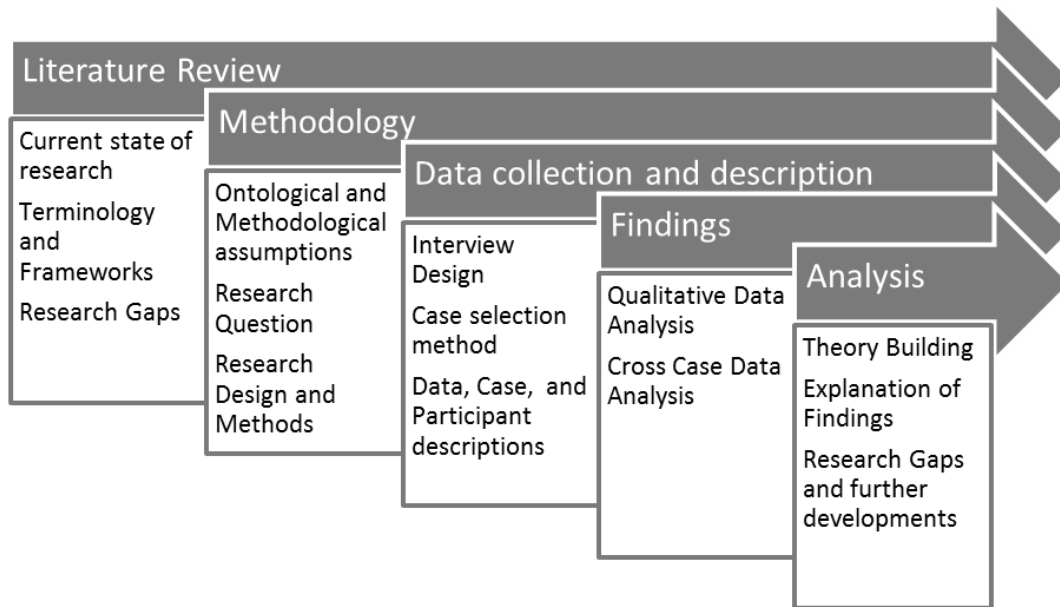 Literature Review
Current state of
research
Terminology
and
Frameworks
Research Gaps
Methodology
Ontological and
Methodological
assumptions
Research
Question
Research
Design and
Methods
Data collection and description
Interview
Design
Case selection
method
Data, Case, and
Participant
descriptions
Findings
Qualitative Data
Analysis
Cross Case Data
Analysis
Analysis
Theory Building
Explanation of
Findings
Research Gaps
and further
developments